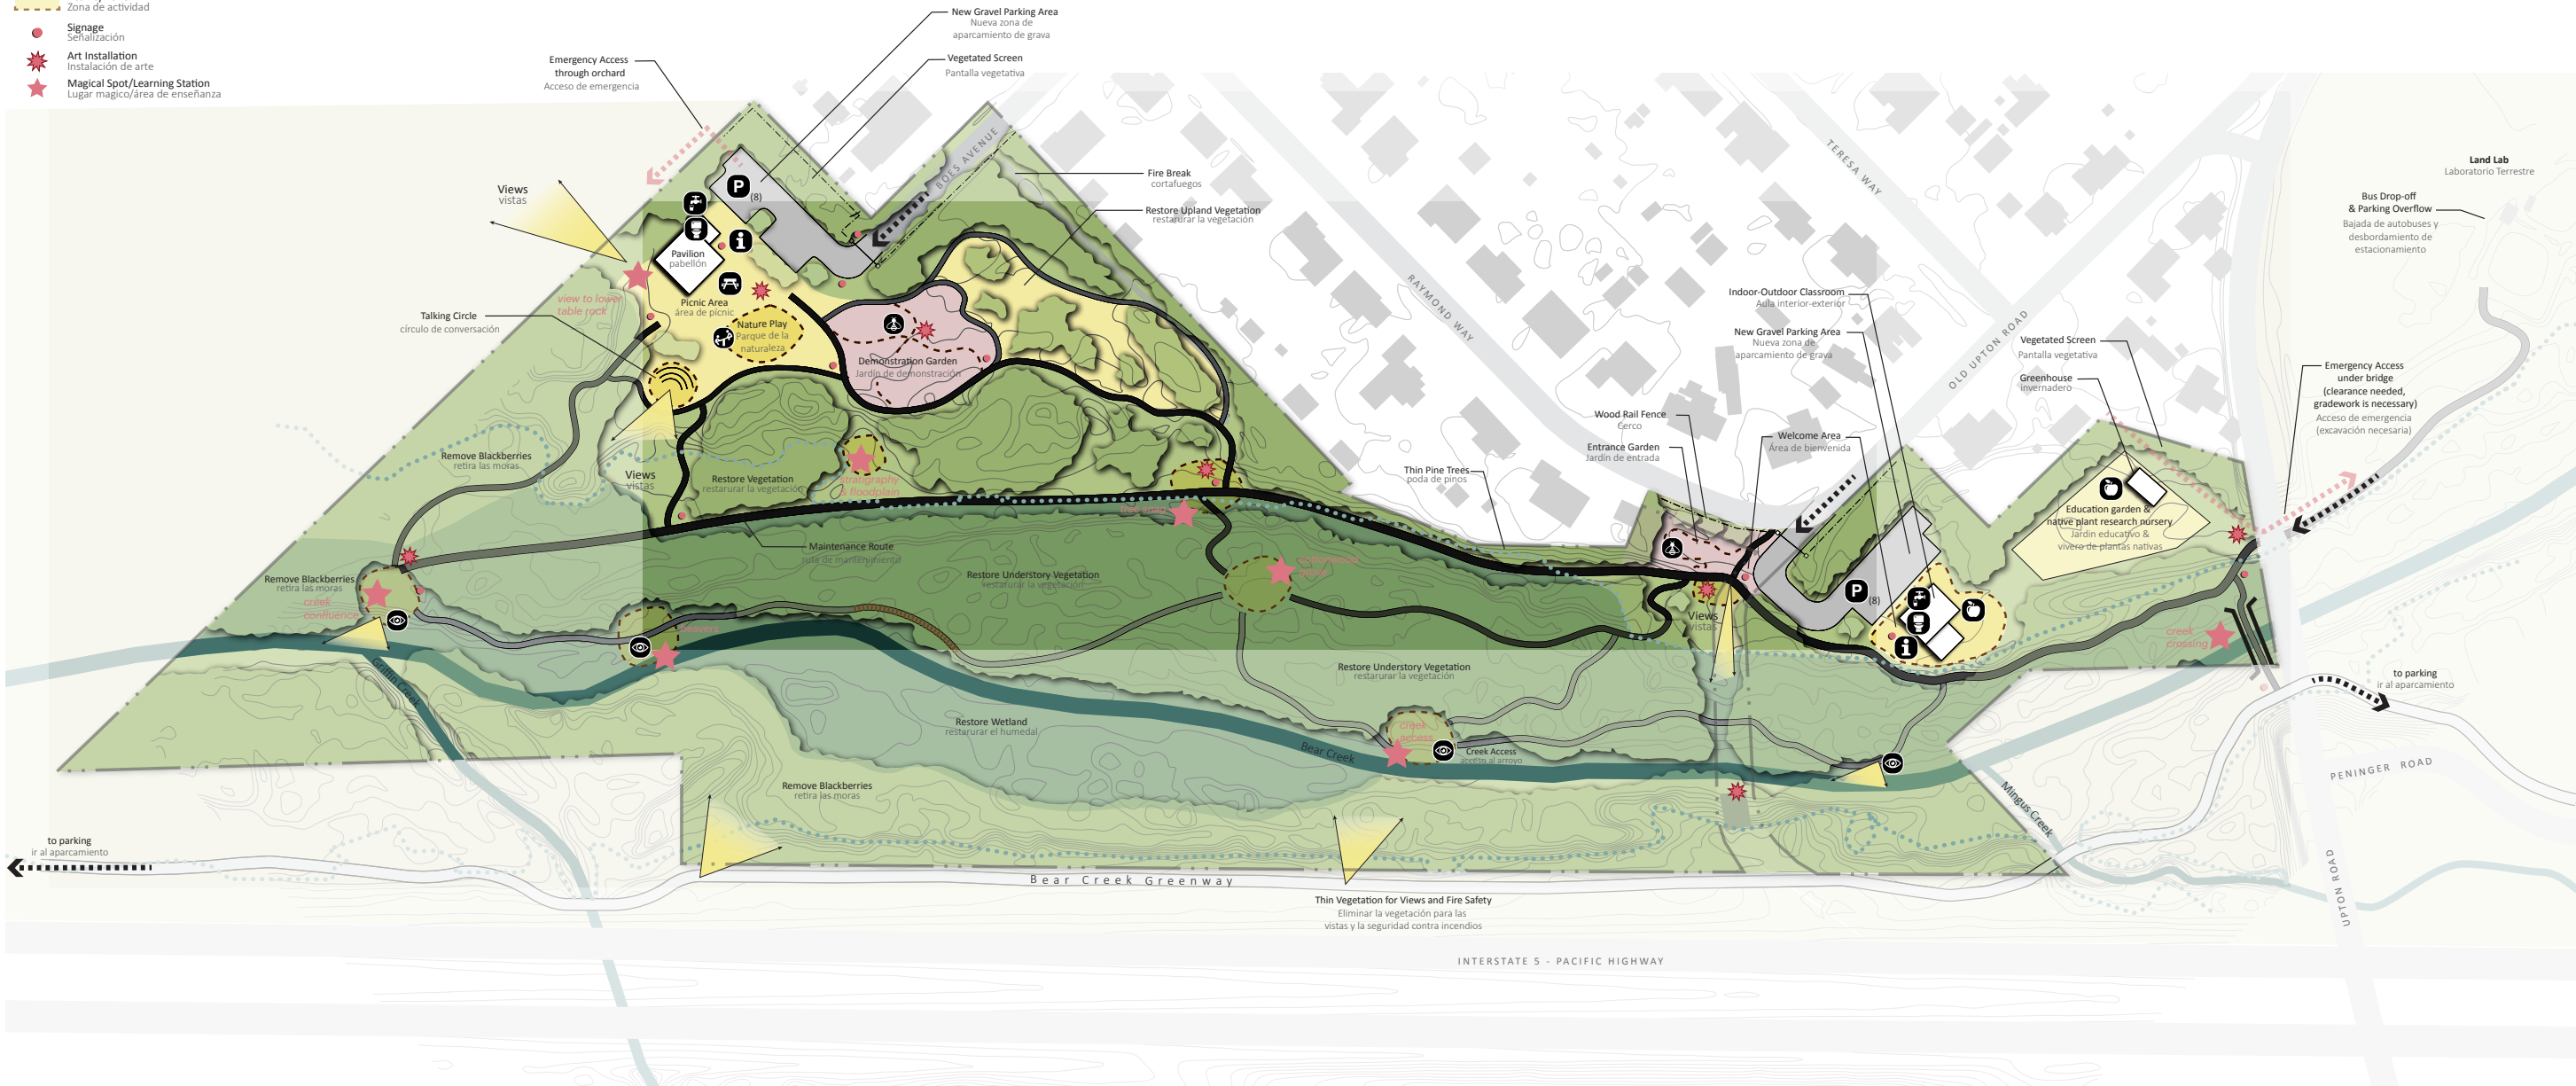 Zona de actividad
Signage
Señalización
Art Installation
Instalación de arte
Magical Spot/Learning Station
Lugar magico/área de enseñanza
New Gravel Parking Area
Nueva zona de
aparcamiento de grava
Vegetated Screen
Pantalla vegetativa
Emergency Access
through orchard
Acceso de emergencia
BOES AVENUE
Fire Break
cortafuegos
Restore Upland Vegetation
restarurar la vegetación
Views
vistas
P
(8)
i
Pavilion
pabellón
view to lower
table rock
Picnic Area
área de picnic
Nature Play
Parque de la
naturaleza
Talking Circle
círculo de conversación
Demonstration Garden
Jardín de demonstración
Remove Blackberries
retira las moras
Views
vistas
Restore Vegetation
restarurar la vegetación
stratigraphy
& floodplain
Maintenance Route
ruta de mantenimiento
Restore Understory Vegetation
restarurar la vegetación
Remove Blackberries
retira las moras
creek
confluence
Griffin Creek
Restore Wetland
restarurar el humedal
Remove Blackberries
retira las moras
Bear Creek
creek
access
Creek Access
acceso al arroyo
Restore Understory Vegetation
restarurar la vegetación
Thin Pine Trees
poda de pinos
RAYMOND WAY
TERESA WAY
OLD UPTON ROAD
Indoor-Outdoor Classroom
Aula interior-exterior
New Gravel Parking Area
Nueva zona de
aparcamiento de grava
Wood Rail Fence
Cerco
Entrance Garden
Jardín de entrada
Welcome Area
Área de bienvenida
Views
vistas
P
(8)
i
Vegetated Screen
Pantalla vegetativa
Greenhouse
invernadero
Education garden &
native plant research nursery
Jardin educativo &
vivero de plantas nativas
creek
crossing
Land Lab
Laboratorio Terrestre
Bus Drop-off
& Parking Overflow
Bajada de autobuses y
desbordamiento de
estacionamiento
Emergency Access
under bridge
(clearance needed,
gradework is necessary)
Acceso de emergencia
(excavación necesaria)
to parking
ir al aparcamiento
PENINGER ROAD
Mingus Creek
UPTON ROAD
to parking
ir al aparcamiento
Bear Creek Greenway
Thin Vegetation for Views and Fire Safety
Eliminar la vegetación para las
vistas y la seguridad contra incendios
INTERSTATE 5 - PACIFIC HIGHWAY